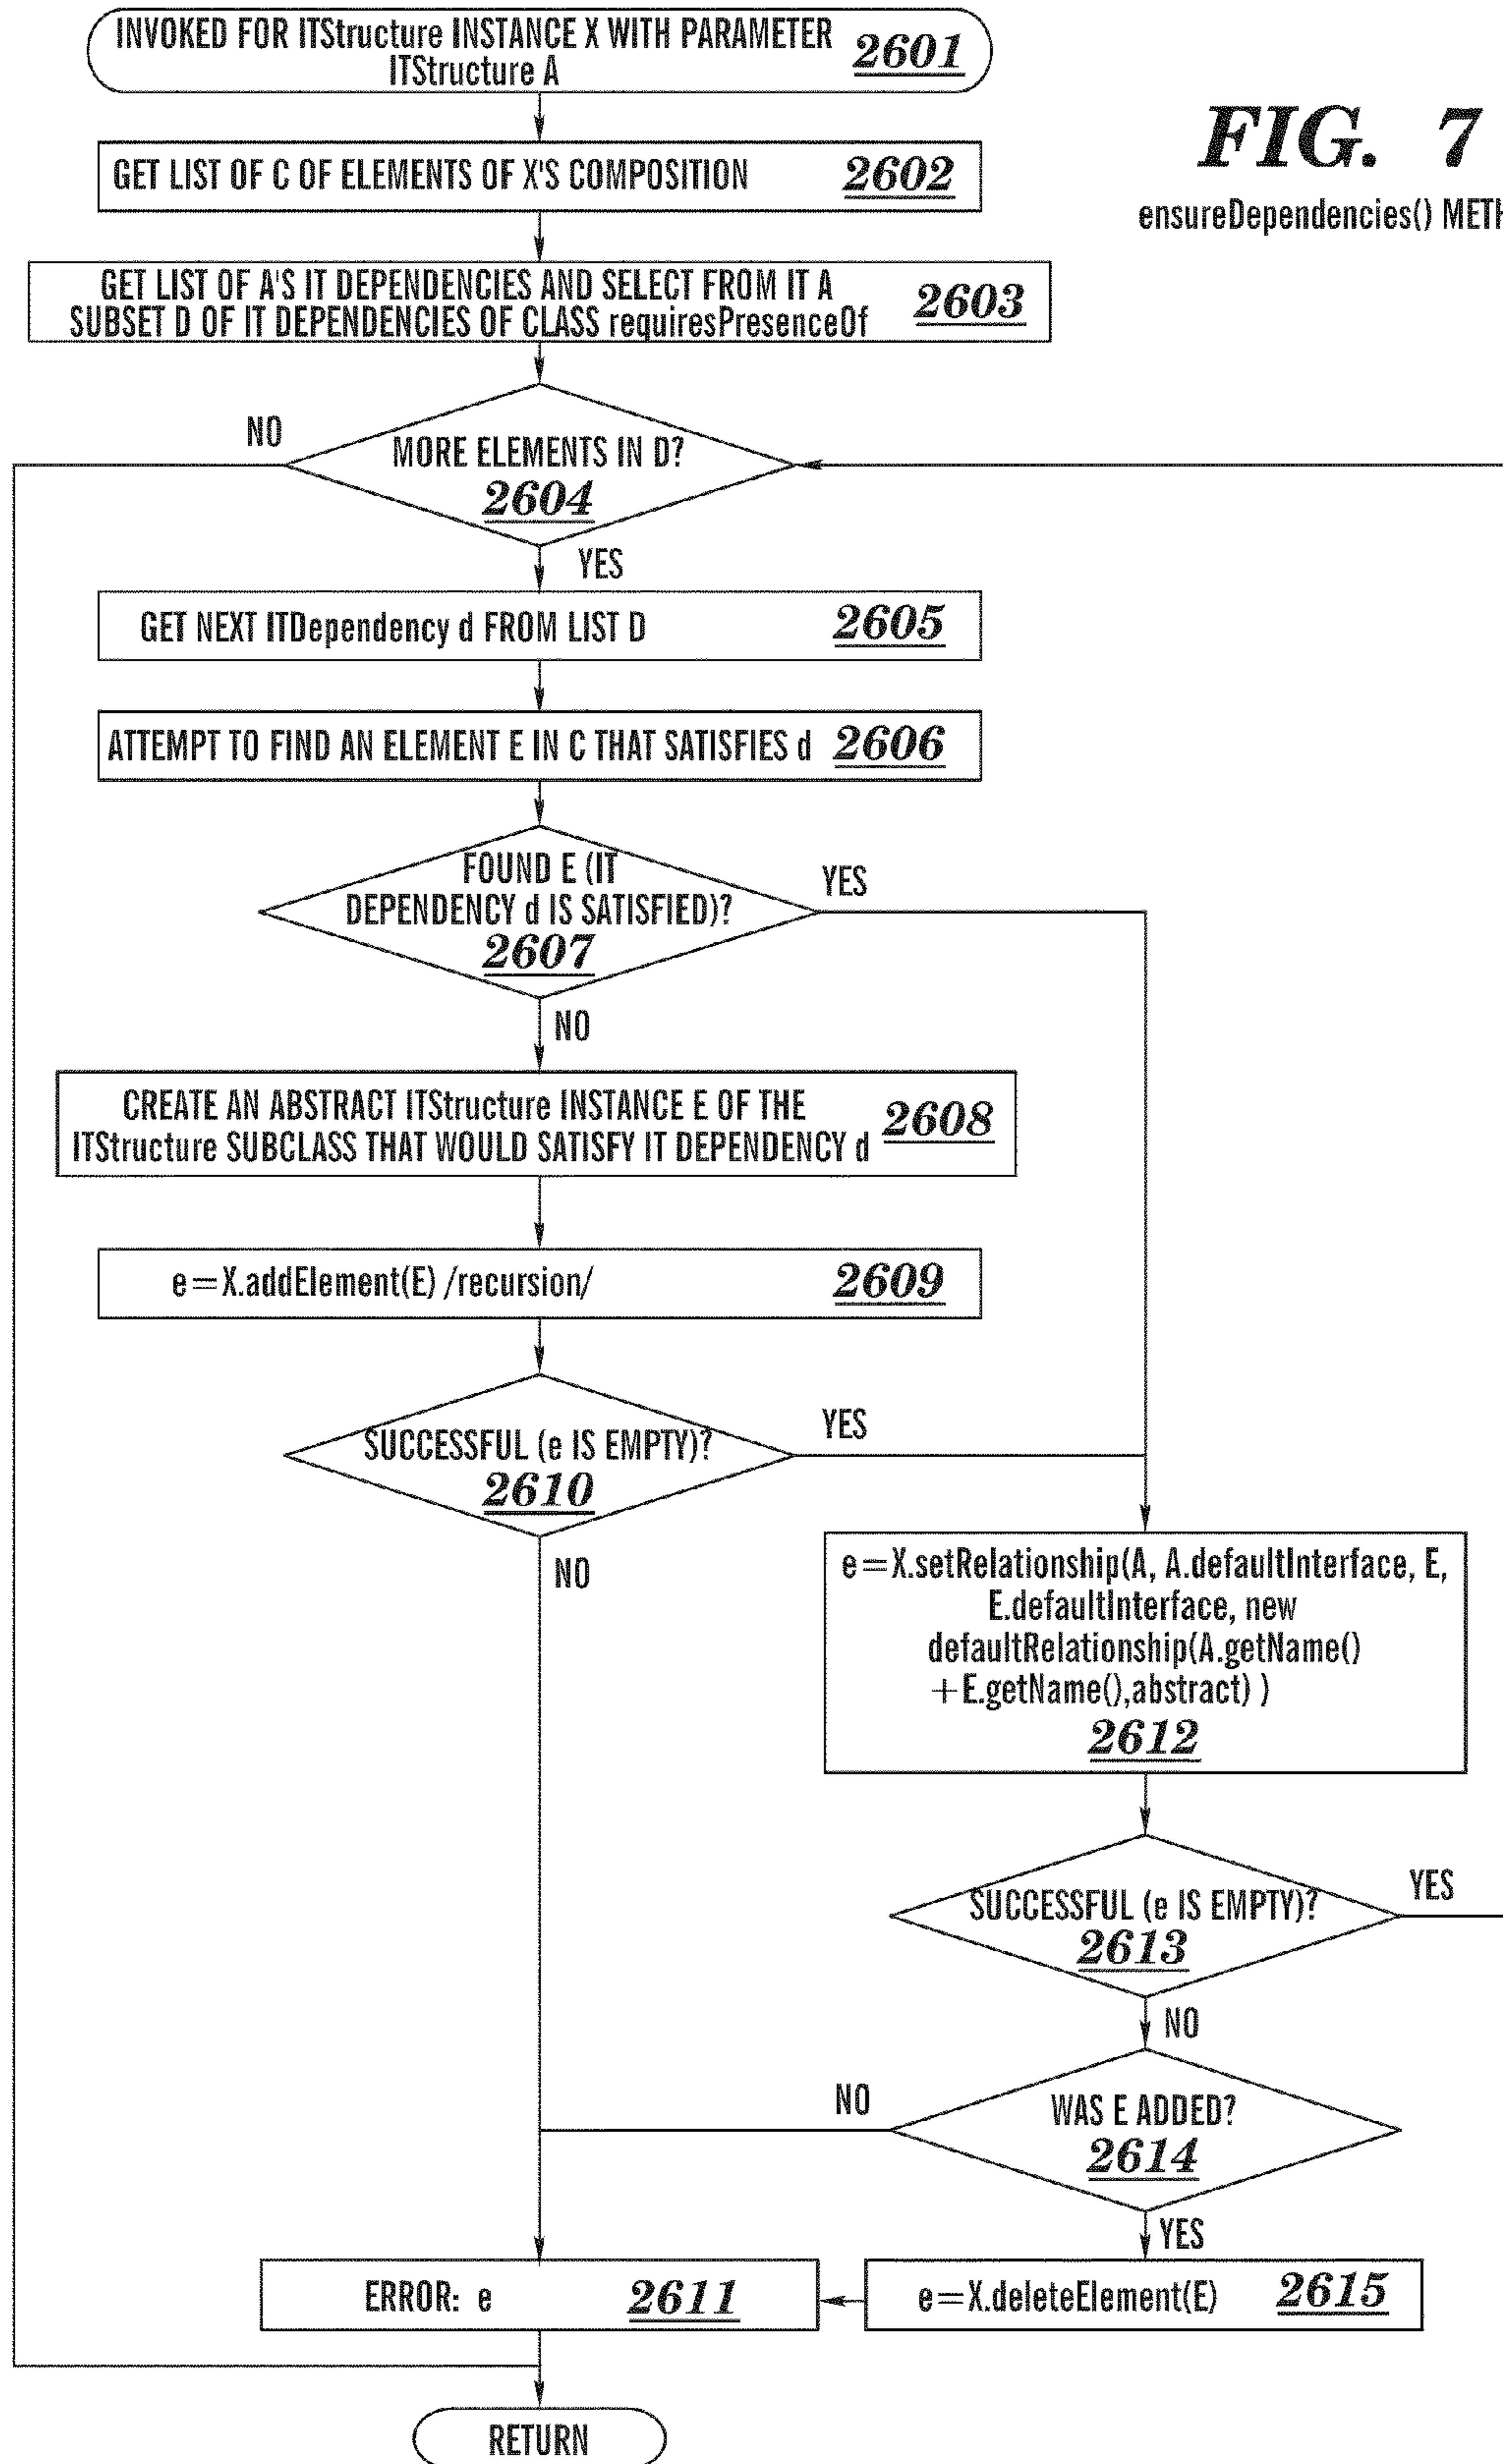 INVOKED FOR ITStructure INSTANCE X WITH PARAMETER
ITStructure A
2601
FIG. 7
ensureDependencies() METH
GET LIST OF C OF ELEMENTS OF X'S COMPOSITION 2602
GET LIST OF A'S IT DEPENDENCIES AND SELECT FROM IT A
SUBSET D OF IT DEPENDENCIES OF CLASS requiresPresenceOf
2603
NO
MORE ELEMENTS IN D?
2604
YES
GET NEXT ITDependency d FROM LIST D 2605
ATTEMPT TO FIND AN ELEMENT E IN C THAT SATISFIES d 2606
FOUND E (IT
DEPENDENCY d IS SATISFIED)?
2607
YES
NO
CREATE AN ABSTRACT ITStructure INSTANCE E OF THE
ITStructure SUBCLASS THAT WOULD SATISFY IT DEPENDENCY d
2608
e=X.addElement(E) /recursion/ 2609
SUCCESSFUL (e IS EMPTY)?
2610
YES
NO
e=X.setRelationship(A, A.defaultInterface, E,
E.defaultInterface, new
defaultRelationship(A.getName()
+E.getName(),abstract) )
2612
SUCCESSFUL (e IS EMPTY)?
2613
YES
NO
WAS E ADDED?
2614
NO
YES
ERROR: e 2611
e=X.deleteElement(E) 2615
RETURN